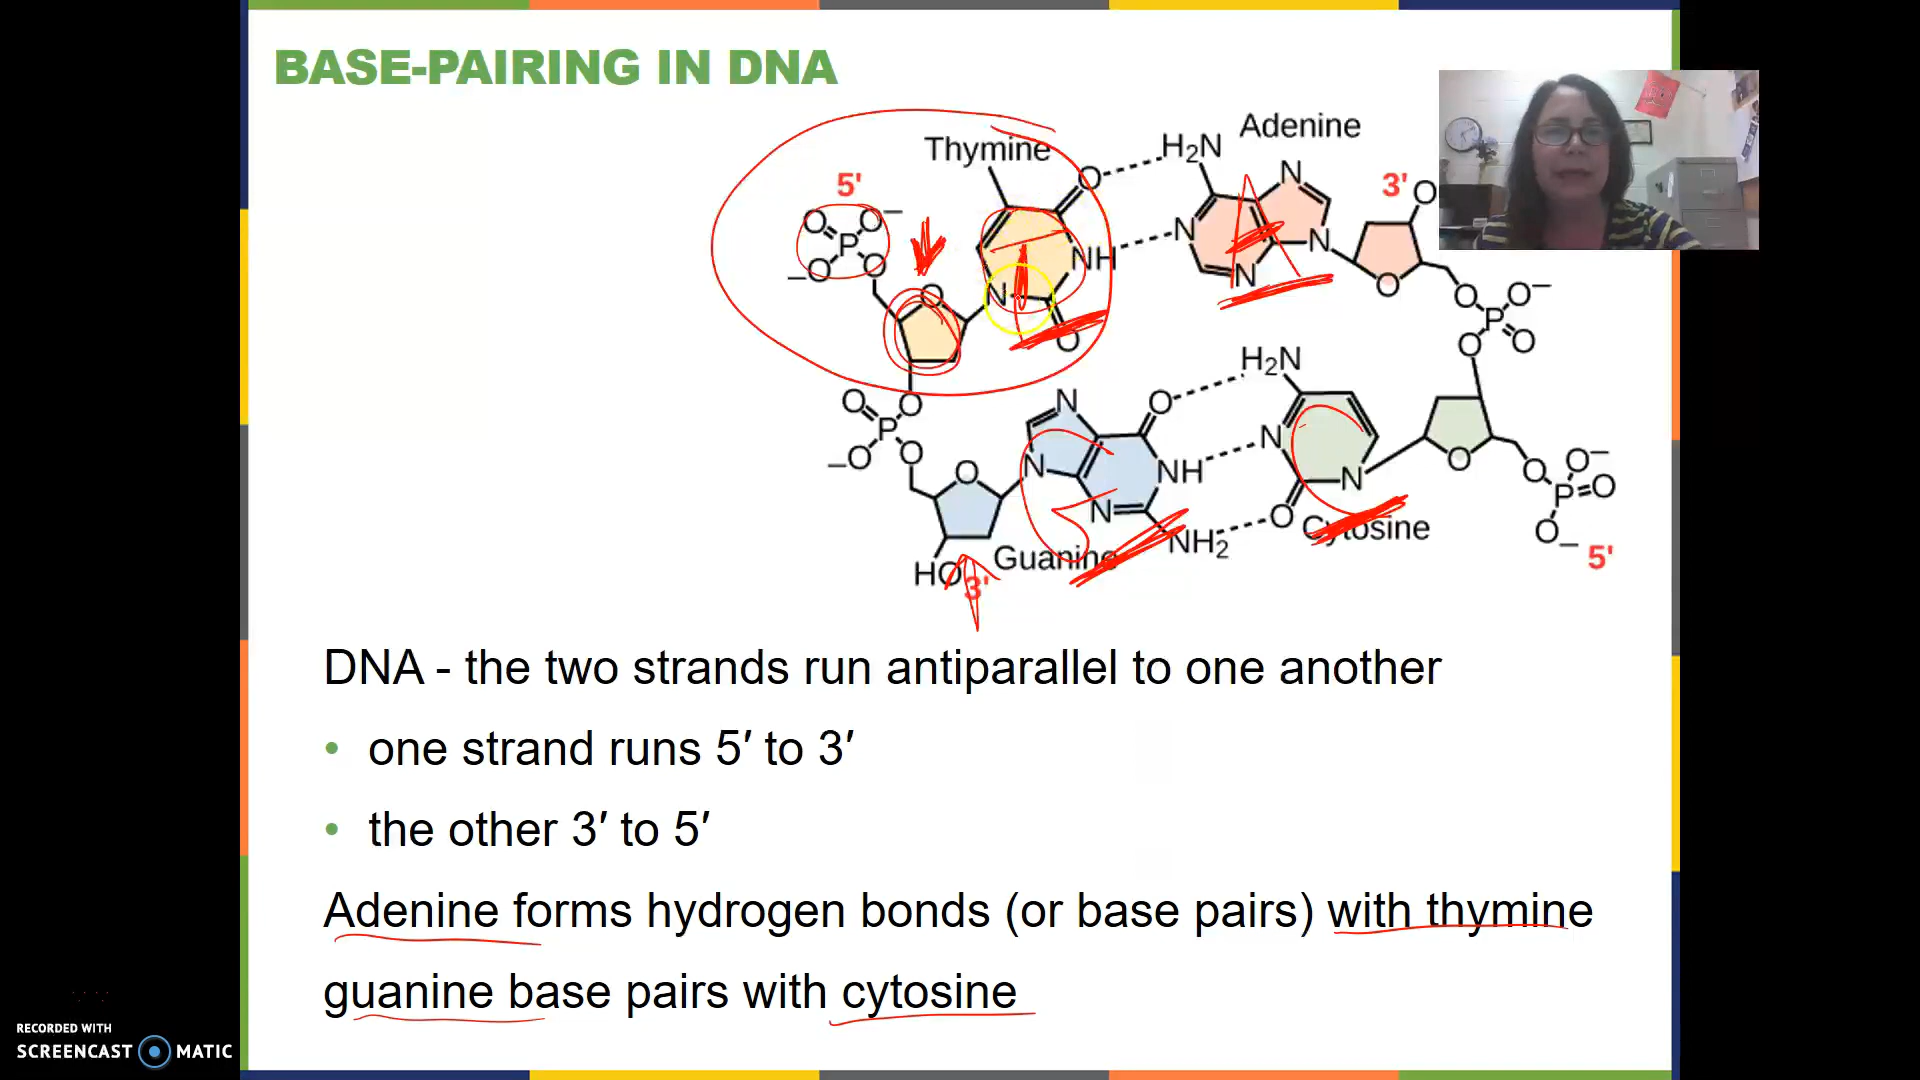 BASE-PAIRING IN DNA
Thymine
Adenine
5'
3'
H2N
O
O
O
O–
P
–O
O
O
N
NH
O
N
N
N
N
O
O
O–
P
O
O
O
O
P
–O
O
O
N
N
O
NH
N
NH2
H2N
N
N
O
O
O
O–
P
O
O–
HO
3'
Guanine
Cytosine
5'
T
A
G
C
DNA - the two strands run antiparallel to one another
• one strand runs 5′ to 3′
• the other 3′ to 5′
Adenine forms hydrogen bonds (or base pairs) with thymine
guanine base pairs with cytosine
RECORDED WITH
SCREENCAST MATIC